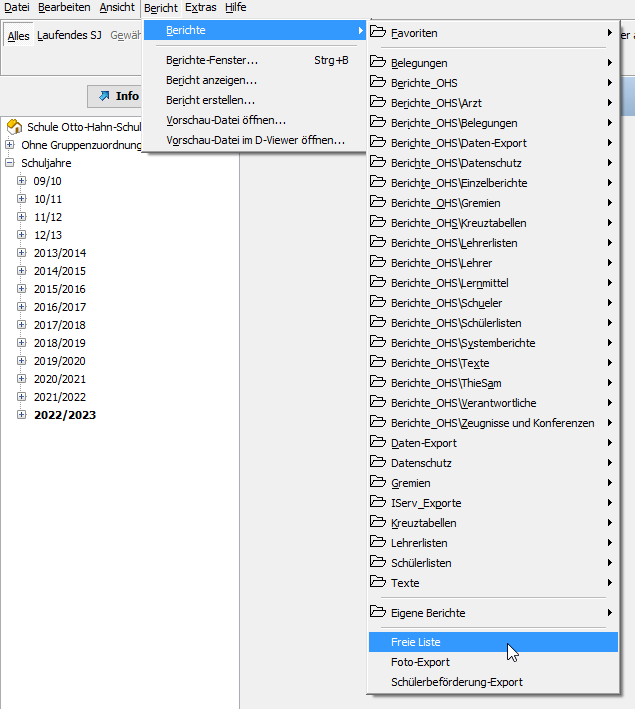 Datei Bearbeiten Ansicht Bericht Extras Hilfe
Alles Laufendes SJ
Info
Schule Otto-Hahn-Schul
Ohne Gruppenzuordnung
Schuljahre
09/10
10/11
11/12
12/13
2013/2014
2014/2015
2015/2016
2016/2017
2017/2018
2018/2019
2019/2020
2020/2021
2021/2022
2022/2023
Berichte
Berichte-Fenster... Strg+B
Bericht anzeigen...
Bericht erstellen...
Vorschau-Datei öffnen...
Vorschau-Datei im D-Viewer öffnen...
Favoriten
Belegungen
Berichte_OHS
Berichte_OHS\Arzt
Berichte_OHS\Belegungen
Berichte_OHS\Daten-Export
Berichte_OHS\Datenschutz
Berichte_OHS\Einzelberichte
Berichte_OHS\Gremien
Berichte_OHS\Kreuztabellen
Berichte_OHS\Lehrerlisten
Berichte_OHS\Lehrer
Berichte_OHS\Lernmittel
Berichte_OHS\Schueler
Berichte_OHS\Schülerlisten
Berichte_OHS\Systemberichte
Berichte_OHS\Texte
Berichte_OHS\ThieSam
Berichte_OHS\Verantwortliche
Berichte_OHS\Zeugnisse und Konferenzen
Daten-Export
Datenschutz
Gremien
IServ_Exporte
Kreuztabellen
Lehrerlisten
Schülerlisten
Texte
Eigene Berichte
Freie Liste
Foto-Export
Schülerbeförderung-Export